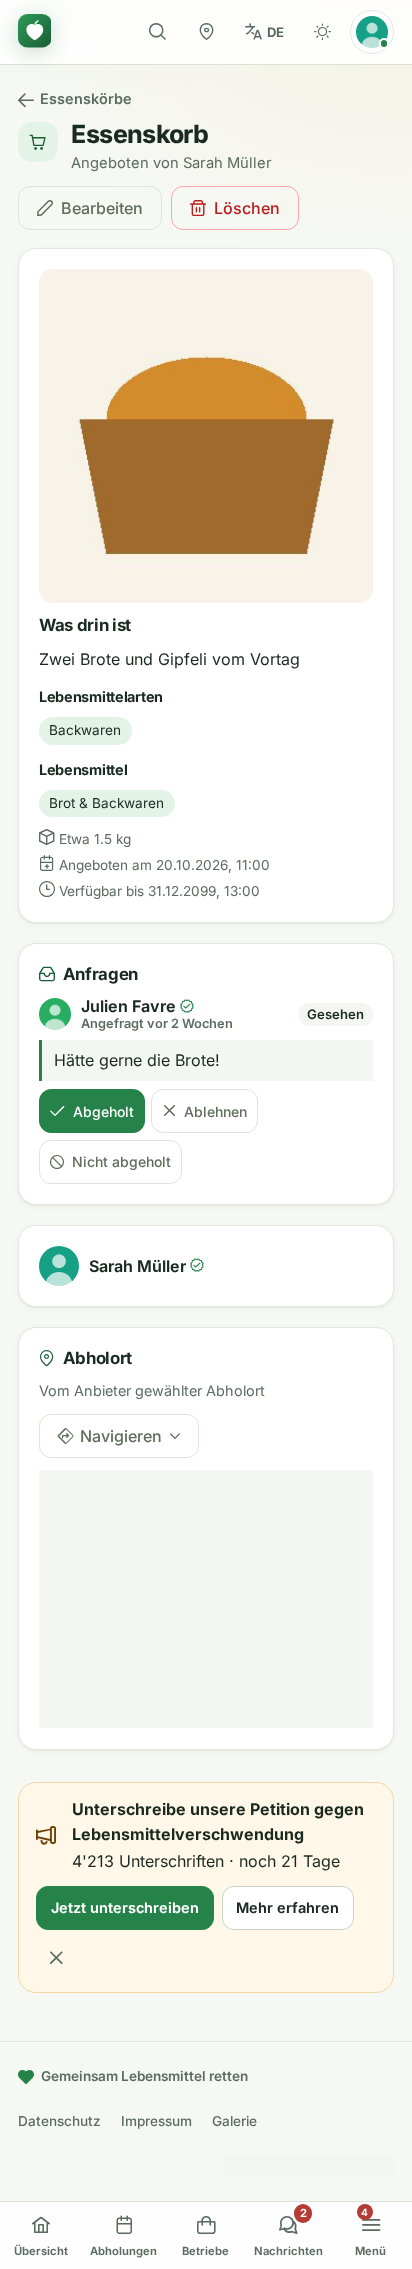 DE
Essenskörbe
Essenskorb
Angeboten von Sarah Müller
Bearbeiten
Löschen
Was drin ist
Zwei Brote und Gipfeli vom Vortag
Lebensmittelarten
Backwaren
Lebensmittel
Brot & Backwaren
Etwa 1.5 kg
Angeboten am 20.10.2026, 11:00
Verfügbar bis 31.12.2099, 13:00
Anfragen
Julien Favre
Angefragt vor 2 Wochen
Gesehen
Hätte gerne die Brote!
Abgeholt
Ablehnen
Nicht abgeholt
Sarah Müller
Abholort
Vom Anbieter gewählter Abholort
Navigieren
Unterschreibe unsere Petition gegen
Lebensmittelverschwendung
4'213 Unterschriften · noch 21 Tage
Jetzt unterschreiben
Mehr erfahren
Gemeinsam Lebensmittel retten
Datenschutz
Impressum
Galerie
2
4
Übersicht
Abholungen
Betriebe
Nachrichten
Menü